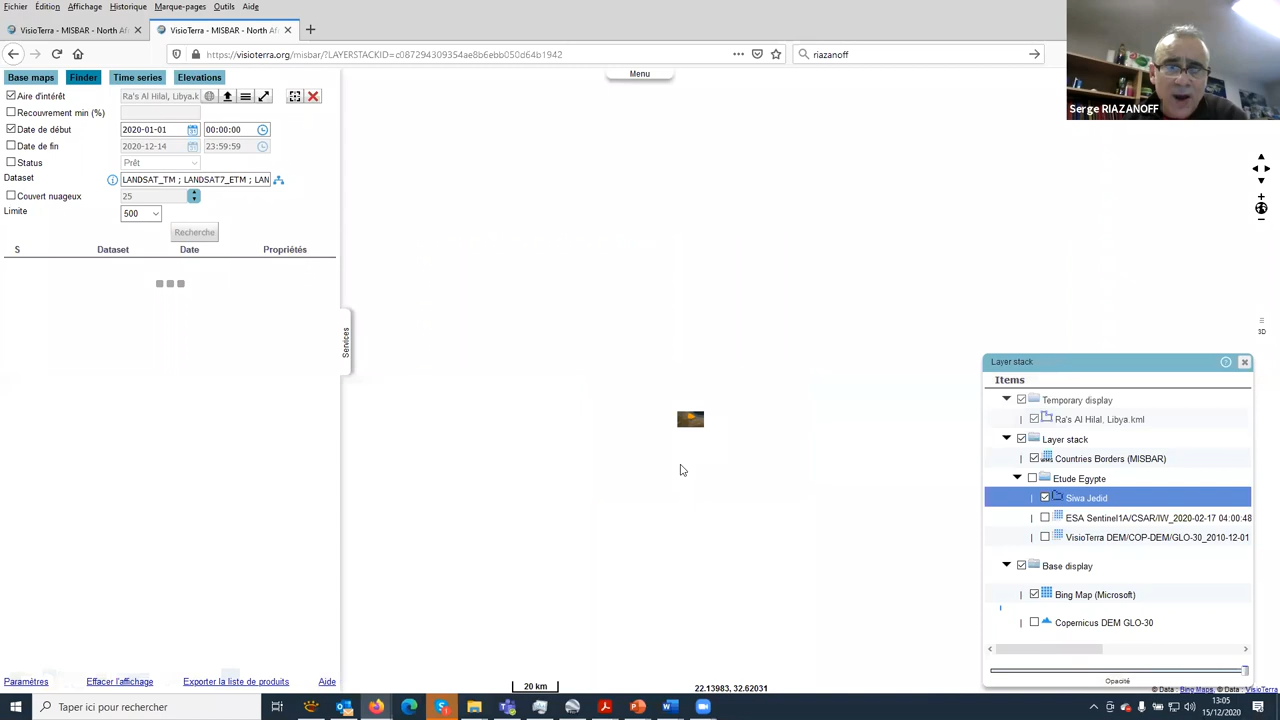 Fichier Édition Affichage Historique Marque-pages Outils Aide
VisioTerra - MISBAR - North Af
VisioTerra - MISBAR - North Af
https://visioterra.org/misbar/?LAYERSTACKID=c087294309354ae8b6ebb050d64b1942
riazanoff
Base maps Finder Time series Elevations
Menu
Aire d'intérêt Ra's Al Hilal, Libya.k
Recouvrement min (%)
Date de début 2020-01-01 00:00:00
Date de fin 2020-12-14 23:59:59
Status Prêt
Dataset LANDSAT_TM ; LANDSAT7_ETM ; LAN
Couvert nuageux 25
Limite 500
Recherche
S Dataset Date Propriétés
Services
Serge RIAZANOFF
3D
Layer stack
Items
Temporary display
Ra's Al Hilal, Libya.kml
Layer stack
Countries Borders (MISBAR)
Etude Egypte
Siwa Jedid
ESA Sentinel1A/CSAR/IW_2020-02-17 04:00:48
VisioTerra DEM/COP-DEM/GLO-30_2010-12-01
Base display
Bing Map (Microsoft)
Copernicus DEM GLO-30
Opacité
Paramètres Effacer l'affichage Exporter la liste de produits Aide
20 km
22.13983, 32.62031
© Data : Bing Maps, © Data : VisioTerra
Taper ici pour rechercher
13:05
15/12/2020